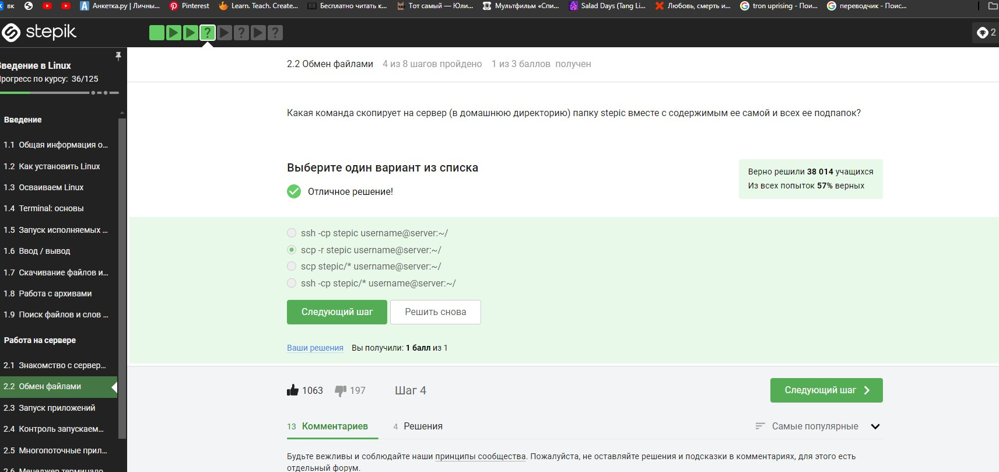 вк
Анкетка.ру | Личны...
Pinterest
Learn. Teach. Create...
Бесплатно читать к...
Тот самый — Юли...
Мультфильм «Спи...
Salad Days (Tang Li...
Любовь, смерть и...
tron uprising - Пои...
переводчик - Поис...
stepik
2
ведение в Linux
рогресс по курсу: 36/125
Введение
1.1 Общая информация о...
1.2 Как установить Linux
1.3 Осваиваем Linux
1.4 Terminal: основы
1.5 Запуск исполняемых ...
1.6 Ввод / вывод
1.7 Скачивание файлов и...
1.8 Работа с архивами
1.9 Поиск файлов и слов ...
Работа на сервере
2.1 Знакомство с сервер...
2.2 Обмен файлами
2.3 Запуск приложений
2.4 Контроль запускаем...
2.5 Многопоточные прил...
2.6 Менеджер терминало...
2.2 Обмен файлами 4 из 8 шагов пройдено 1 из 3 баллов получен
Какая команда скопирует на сервер (в домашнюю директорию) папку stepic вместе с содержимым ее самой и всех ее подпапок?
Выберите один вариант из списка
Отличное решение!
Верно решили 38 014 учащихся
Из всех попыток 57% верных
ssh -cp stepic username@server:~/
scp -r stepic username@server:~/
scp stepic/* username@server:~/
ssh -cp stepic/* username@server:~/
Следующий шаг
Решить снова
Ваши решения Вы получили: 1 балл из 1
1063 197 Шаг 4
Следующий шаг
13 Комментариев 4 Решения
Самые популярные
Будьте вежливы и соблюдайте наши принципы сообщества. Пожалуйста, не оставляйте решения и подсказки в комментариях, для этого есть
отдельный форум.